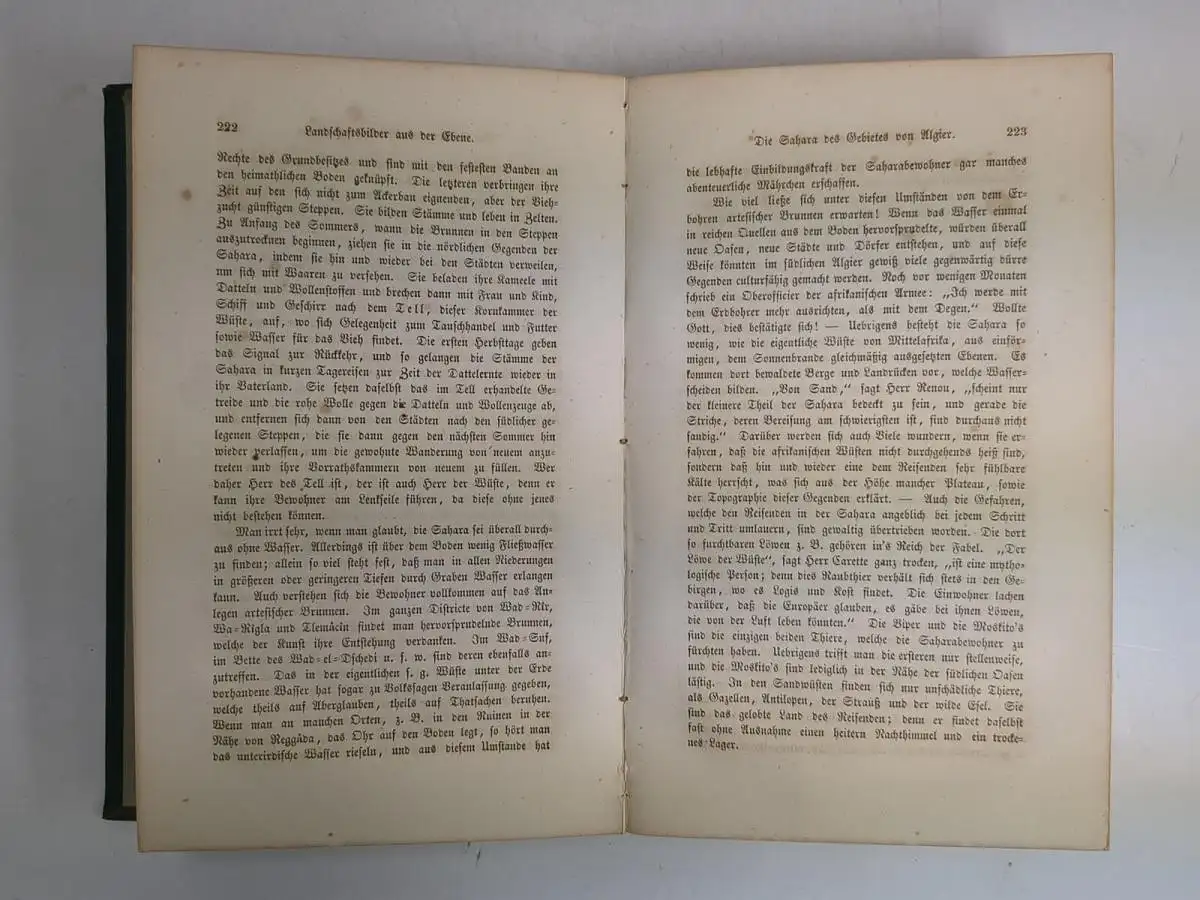 222
Landschaftsbilder aus der Ebene.
Rechte des Grundbesitzes und sind mit den festesten Banden an
den heimathlichen Boden geknüpft. Die letzteren verbringen ihre
Zeit auf den sich nicht zum Ackerbau eignenden, aber der Vieh-
zucht günstigen Steppen. Sie bilden Stämme und leben in Zelten.
Zu Anfang des Sommers, wann die Brunnen in den Steppen
auszutrocknen beginnen, ziehen sie in die nördlichen Gegenden der
Sahara, indem sie hin und wieder bei den Städten verweilen,
um sich mit Waaren zu versehen. Sie beladen ihre Kameele mit
Datteln und Wollenstoffen und brechen dann mit Frau und Kind,
Schiff und Geschirr nach dem Tell, dieser Kornkammer der
Wüste, auf, wo sich Gelegenheit zum Tauschhandel und Futter
sowie Wasser für das Vieh findet. Die ersten Herbsttage geben
das Signal zur Rückkehr, und so gelangen die Stämme der
Sahara in kurzen Tagereisen zur Zeit der Dattelernte wieder in
ihr Vaterland. Sie setzen daselbst das im Tell erhandelte Ge-
treide und die rohe Wolle gegen die Datteln und Wollenzeuge ab,
und entfernen sich dann von den Städten nach den südlicher ge-
legenen Steppen, die sie dann gegen den nächsten Sommer hin
wieder verlassen, um die gewohnte Wanderung von neuem anzu-
treten und ihre Vorrathskammern von neuem zu füllen. Wer
daher Herr des Tell ist, der ist auch Herr der Wüste, denn er
kann ihre Bewohner am Lenkseile führen, da diese ohne jenes
nicht bestehen können.
Man irrt sehr, wenn man glaubt, die Sahara sei überall durch-
aus ohne Wasser. Allerdings ist über dem Boden wenig Fließwasser
zu finden; allein so viel steht fest, daß man in allen Niederungen
in größeren oder geringeren Tiefen durch Graben Wasser erlangen
kann. Auch verstehen sich die Bewohner vollkommen auf das An-
legen artesischer Brunnen. Im ganzen Districte von Wad-Rir,
Wa-Rigla und Tlemâcin findet man hervorsprudelnde Brunnen,
welche der Kunst ihre Entstehung verdanken. Im Wad-Suf,
im Bette des Wad-el-Dschedi u. s. w. sind deren ebenfalls an-
zutreffen. Das in der eigentlichen s. g. Wüste unter der Erde
vorhandene Wasser hat sogar zu Volkssagen Veranlassung gegeben,
welche theils auf Aberglauben, theils auf Thatsachen beruhen.
Wenn man an manchen Orten, z. B. in den Ruinen in der
Nähe von Reggâda, das Ohr auf den Boden legt, so hört man
das unterirdische Wasser rieseln, und aus diesem Umstande hat
Die Sahara des Gebietes von Algier.
223
die lebhafte Einbildungskraft der Saharabewohner gar manches
abenteuerliche Mährchen erschaffen.
Wie viel ließe sich unter diesen Umständen von dem Er-
bohren artesischer Brunnen erwarten! Wenn das Wasser einmal
in reichen Quellen aus dem Boden hervorsprudelte, würden überall
neue Oasen, neue Städte und Dörfer entstehen, und auf diese
Weise könnten im südlichen Algier gewiß viele gegenwärtig dürre
Gegenden culturfähig gemacht werden. Noch vor wenigen Monaten
schrieb ein Oberofficier der afrikanischen Armee: „Ich werde mit
dem Erdbohrer mehr ausrichten, als mit dem Degen.“ Wollte
Gott, dies bestätigte sich! — Uebrigens besteht die Sahara so
wenig, wie die eigentliche Wüste von Mittelafrika, aus einför-
migen, dem Sonnenbrande gleichmäßig ausgesetzten Ebenen. Es
kommen dort bewaldete Berge und Landrücken vor, welche Wasser-
scheiden bilden. „Von Sand,“ sagt Herr Renou, „scheint nur
der kleinere Theil der Sahara bedeckt zu sein, und gerade die
Striche, deren Bereisung am schwierigsten ist, sind durchaus nicht
sandig.“ Darüber werden sich auch Viele wundern, wenn sie er-
fahren, daß die afrikanischen Wüsten nicht durchgehends heiß sind,
sondern daß hin und wieder eine dem Reisenden sehr fühlbare
Kälte herrscht, was sich aus der Höhe mancher Plateau, sowie
der Topographie dieser Gegenden erklärt. — Auch die Gefahren,
welche den Reisenden in der Sahara angeblich bei jedem Schritt
und Tritt umlauern, sind gewaltig übertrieben worden. Die dort
so furchtbaren Löwen z. B. gehören in's Reich der Fabel. „Der
Löwe der Wüste“, sagt Herr Carette ganz trocken, „ist eine mytho-
logische Person; denn dies Raubthier verhält sich stets in den Ge-
birgen, wo es Logis und Kost findet. Die Einwohner lachen
darüber, daß die Europäer glauben, es gäbe bei ihnen Löwen,
die von der Luft leben könnten.“ Die Viper und die Moskito's
sind die einzigen beiden Thiere, welche die Saharabewohner zu
fürchten haben. Uebrigens trifft man die ersteren nur stellenweise,
und die Moskito's sind lediglich in der Nähe der südlichen Oasen
lästig. In den Sandwüsten finden sich nur unschädliche Thiere,
als Gazellen, Antilopen, der Strauß und der wilde Esel. Sie
sind das gelobte Land des Reisenden; denn er findet daselbst
fast ohne Ausnahme einen heitern Nachthimmel und ein trocke-
nes Lager.